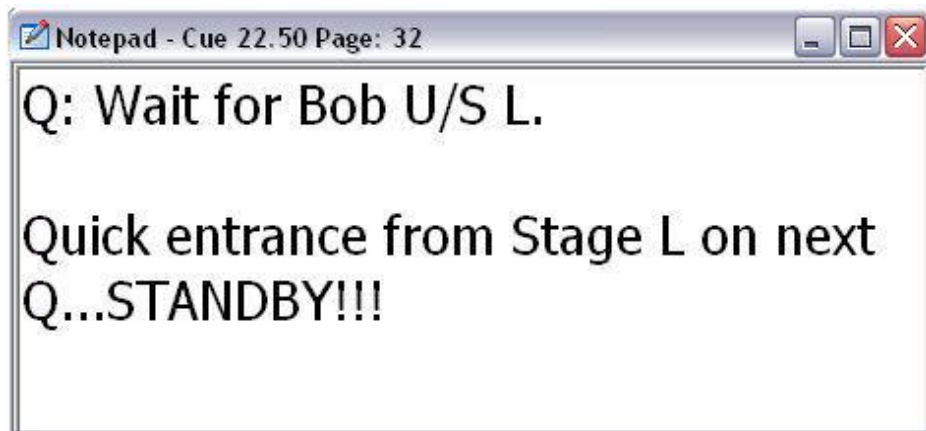 Notepad - Cue 22.50 Page: 32
Q: Wait for Bob U/S L.
Quick entrance from Stage L on next
Q...STANDBY!!!